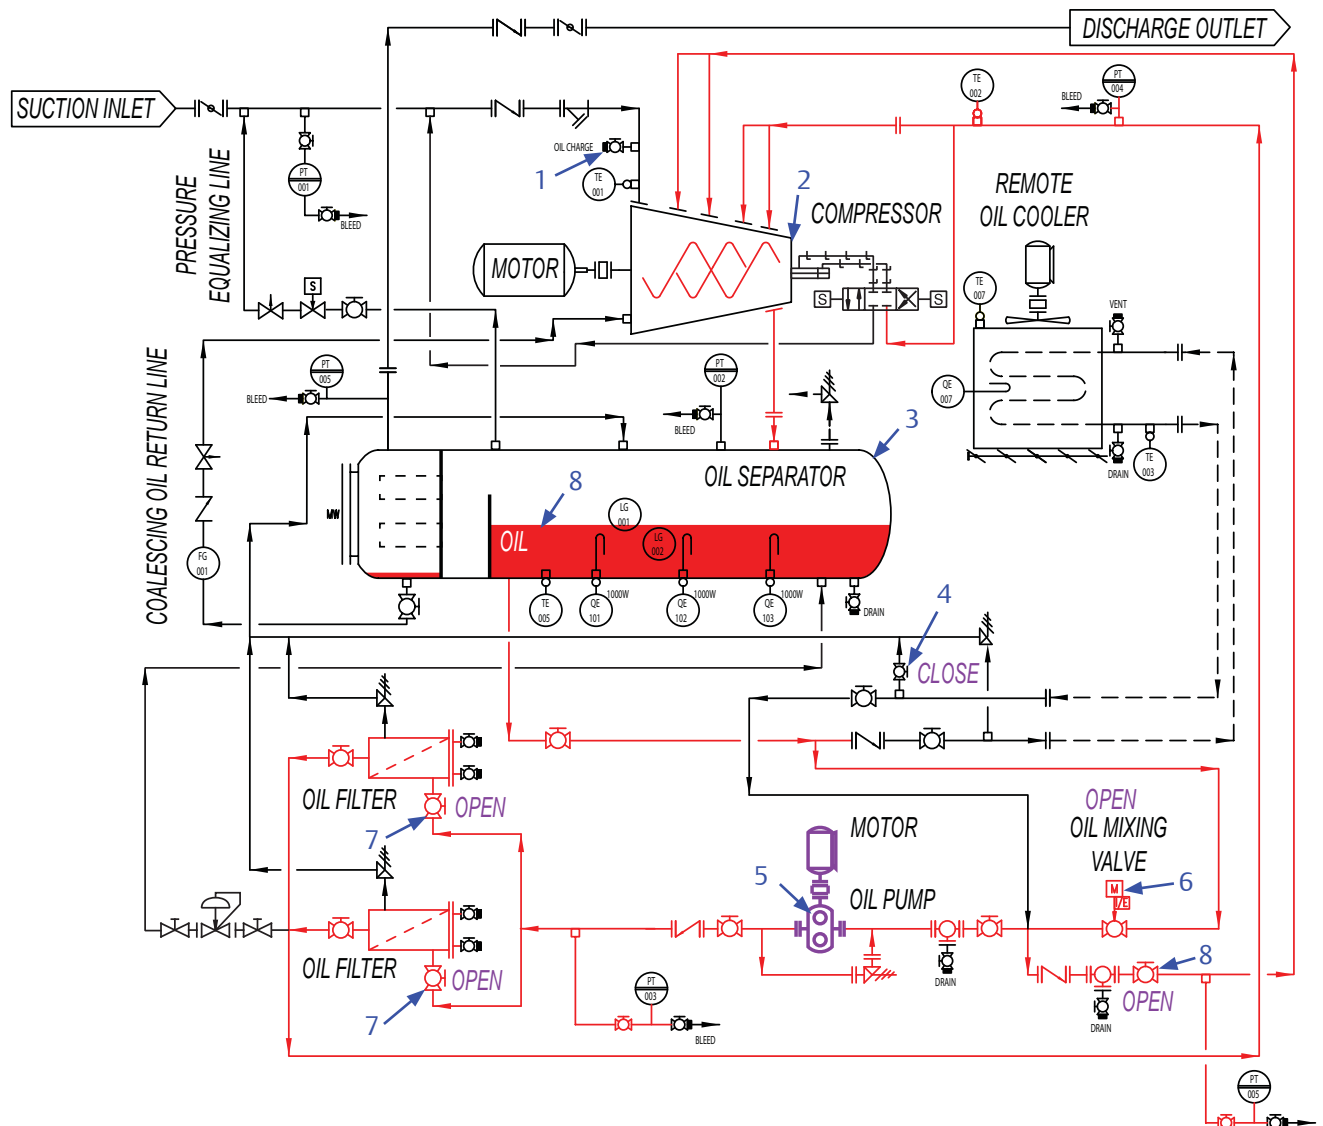 DISCHARGE OUTLET
SUCTION INLET
TE
002
PT
004
BLEED
OIL CHARGE
1
TE
001
PT
001
BLEED
PRESSURE
EQUALIZING LINE
2
COMPRESSOR
REMOTE
OIL COOLER
MOTOR
S
S
S
TE
007
VENT
QE
007
DRAIN
TE
003
COALESCING OIL RETURN LINE
PT
005
BLEED
PT
002
BLEED
3
OIL SEPARATOR
8
MW
LG
001
OIL
LG
002
FG
001
TE
005
QE
101
1000W
QE
102
1000W
QE
103
1000W
DRAIN
4
CLOSE
OIL FILTER
OPEN
7
OPEN
OIL MIXING
VALVE
MOTOR
5
OIL PUMP
M
I/E
6
OIL FILTER
OPEN
7
DRAIN
8
OPEN
DRAIN
PT
003
BLEED
PT
005